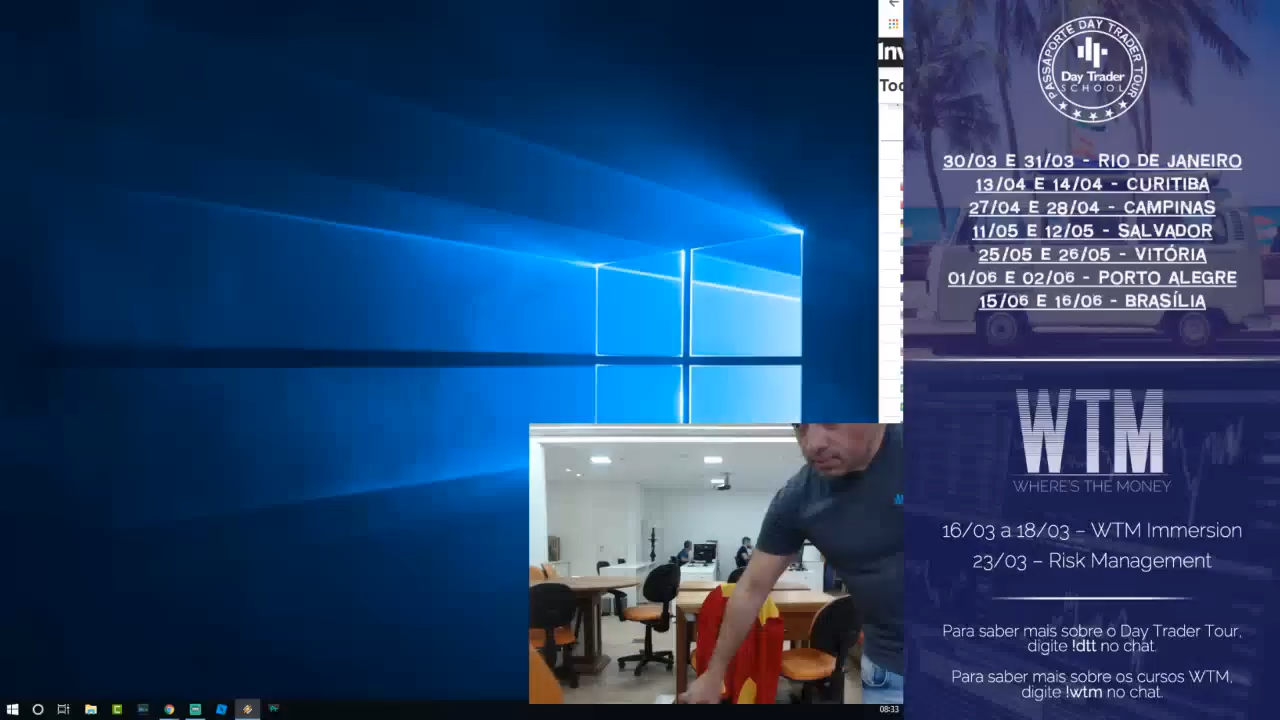 Inv
Too
PASSAPORTE DAY TRADER TOUR
Day Trader
SCHOOL
30/03 E 31/03 - RIO DE JANEIRO
13/04 E 14/04 - CURITIBA
27/04 E 28/04 - CAMPINAS
11/05 E 12/05 - SALVADOR
25/05 E 26/05 - VITÓRIA
01/06 E 02/06 - PORTO ALEGRE
15/06 E 16/06 - BRASÍLIA
WTM
WHERE'S THE MONEY
16/03 a 18/03 – WTM Immersion
23/03 – Risk Management
Para saber mais sobre o Day Trader Tour,
digite !dtt no chat.
Para saber mais sobre os cursos WTM,
digite !wtm no chat.
08:33